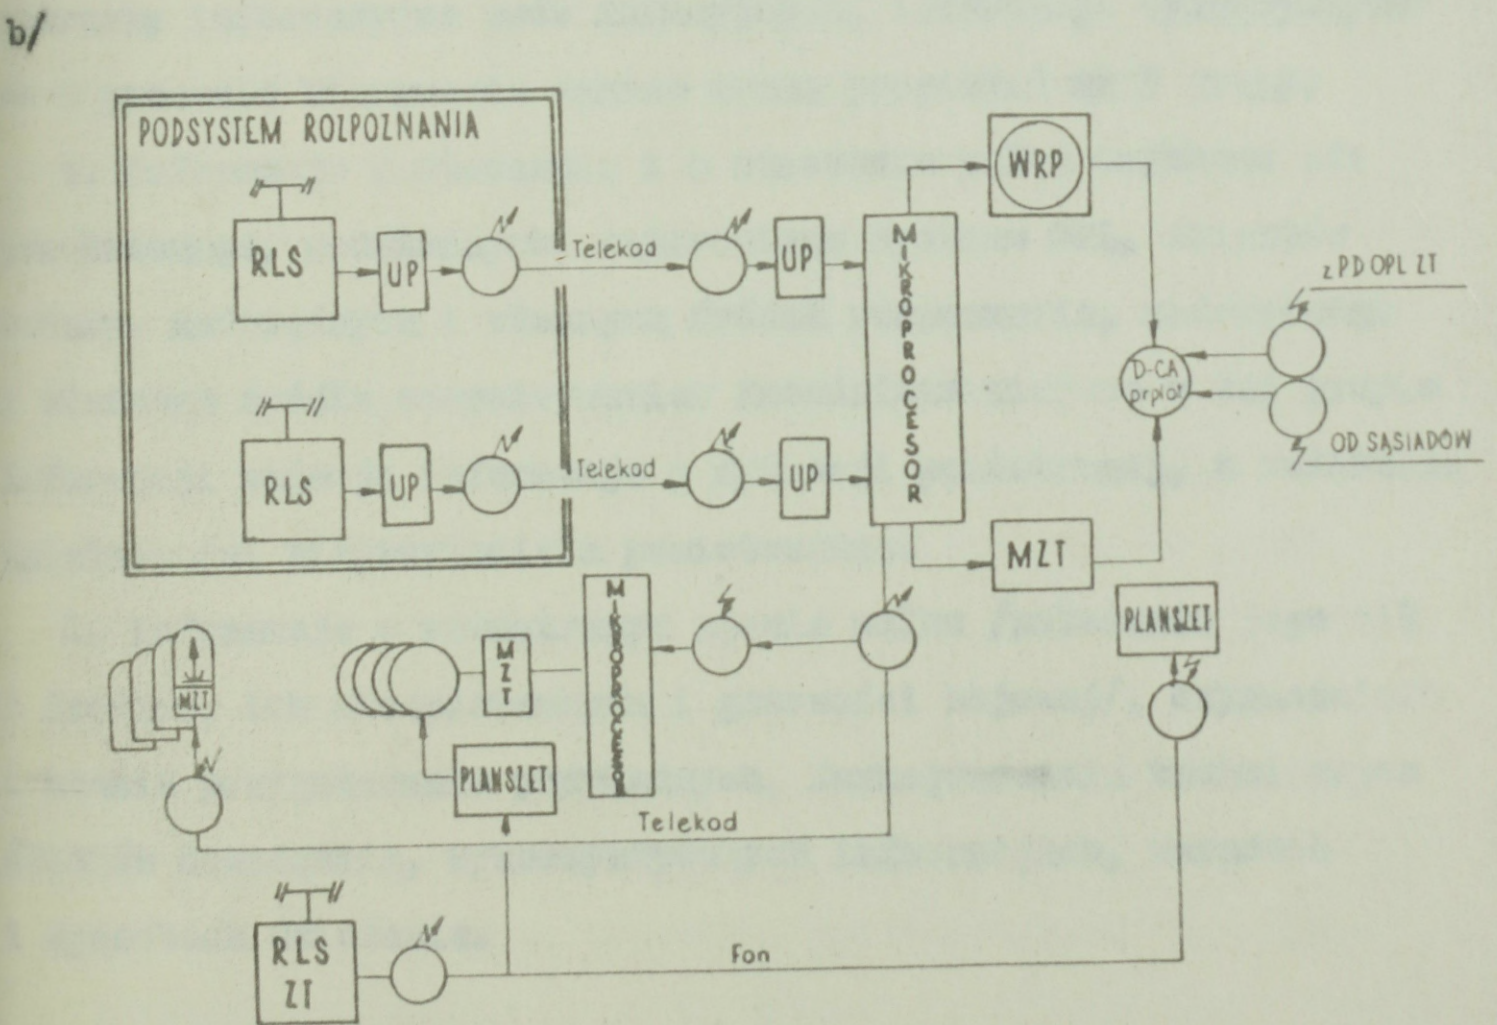 b/
PODSYSTEM ROZPOZNANIA
RLS
UP
Telekod
UP
MIKROPROCESOR
WRP
z PD OPL ZT
D-CA
prplot
OD SĄSIADÓW
RLS
UP
Telekod
UP
MZT
PLANSZET
MZT
MZT
MIKROPROCESOR
PLANSZET
Telekod
RLS
ZT
Fon